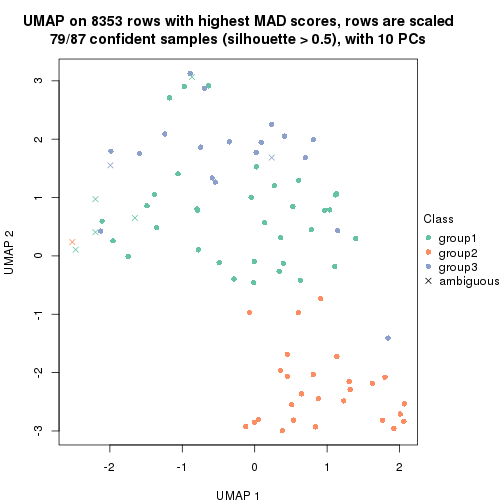 UMAP on 8353 rows with highest MAD scores, rows are scaled
79/87 confident samples (silhouette > 0.5), with 10 PCs
3
2
1
0
-1
-2
-3
UMAP 2
-2
-1
0
1
2
UMAP 1
Class
group1
group2
group3
ambiguous